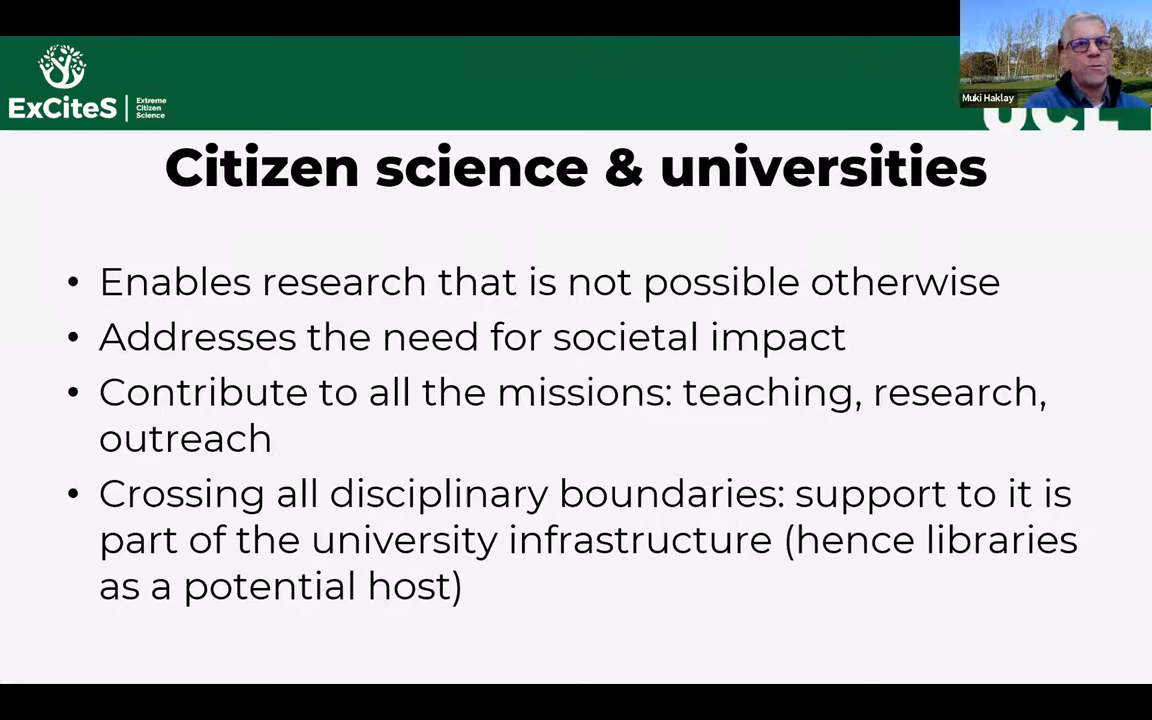 ExCiteS
Extreme
Citizen
Science
Muki Haklay
UCL
Citizen science & universities
• Enables research that is not possible otherwise
• Addresses the need for societal impact
• Contribute to all the missions: teaching, research,
outreach
• Crossing all disciplinary boundaries: support to it is
part of the university infrastructure (hence libraries
as a potential host)